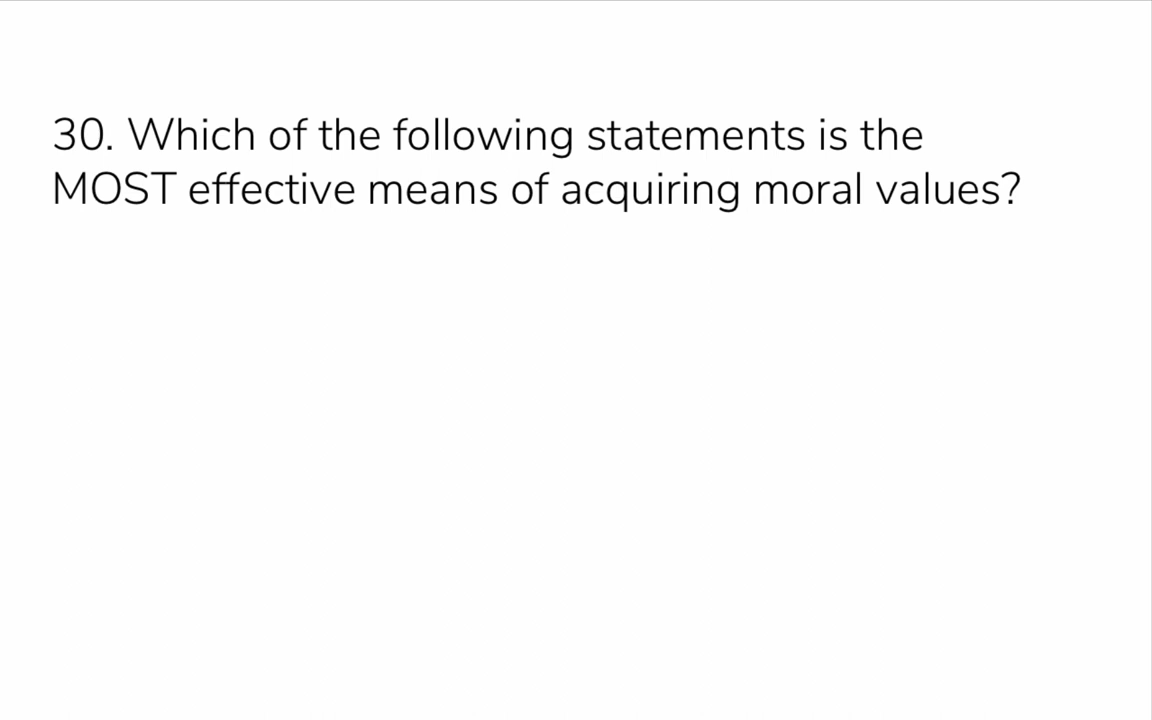 30. Which of the following statements is the
MOST effective means of acquiring moral values?